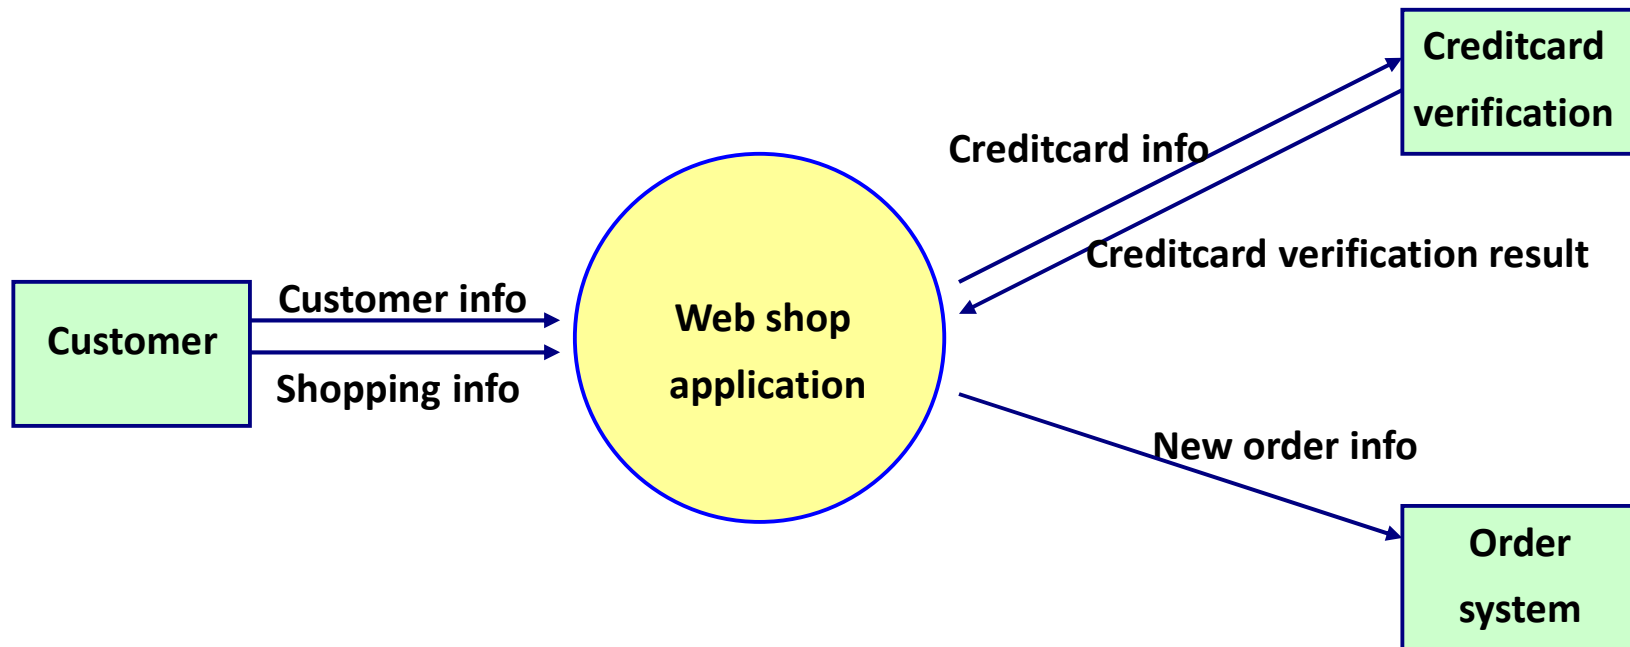 Customer
Customer info
Shopping info
Web shop
application
Creditcard info
Creditcard verification result
New order info
Creditcard
verification
Order
system